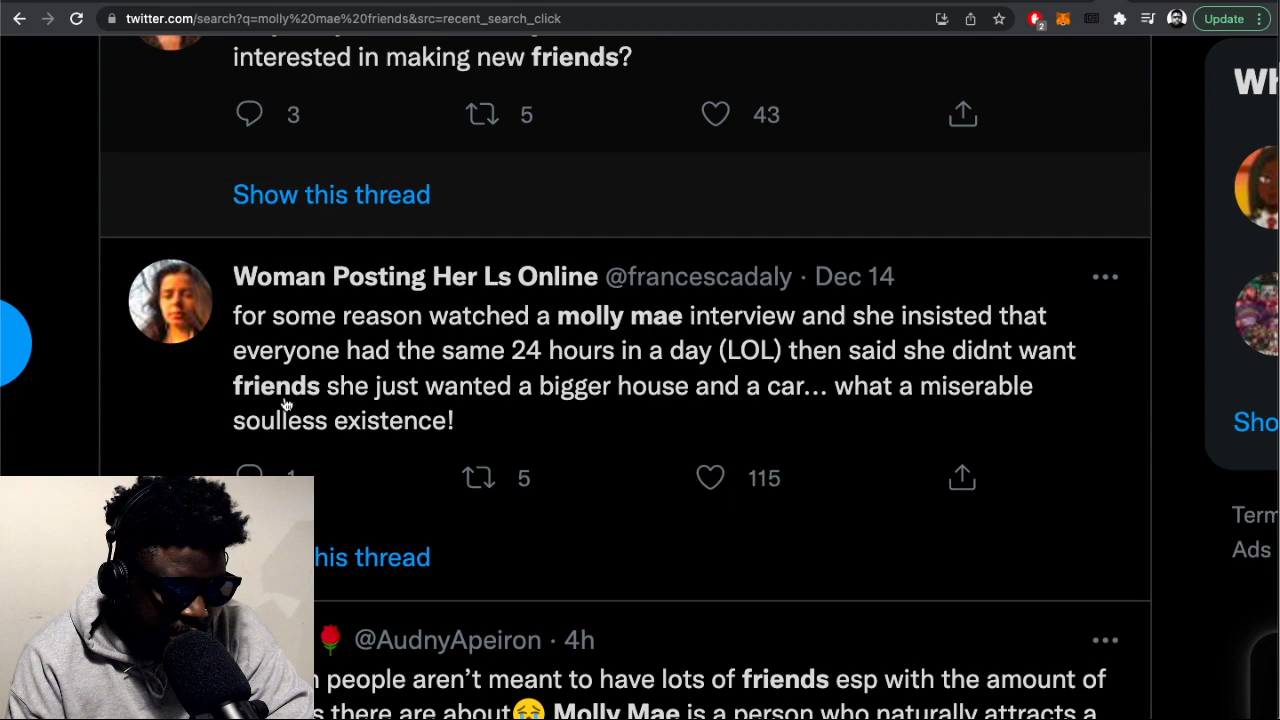 twitter.com/search?q=molly%20mae%20friends&src=recent_search_click
2
Update
interested in making new friends?
3 5 43
Show this thread
Woman Posting Her Ls Online @francescadaly · Dec 14
for some reason watched a molly mae interview and she insisted that
everyone had the same 24 hours in a day (LOL) then said she didnt want
friends she just wanted a bigger house and a car... what a miserable
soulless existence!
1 5 115
this thread
@AudnyApeiron · 4h
people aren’t meant to have lots of friends esp with the amount of
there are about😭 Molly Mae is a person who naturally attracts a
Term
Ads